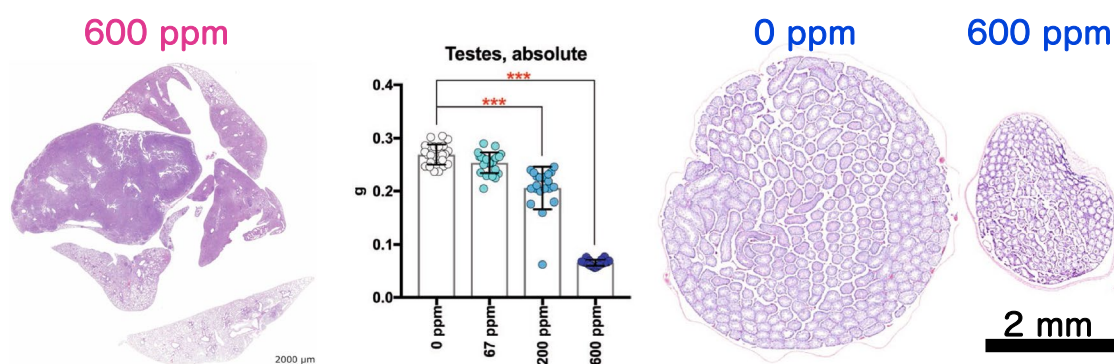 600 ppm
2000 µm
Testes, absolute
***
***
0.4
0.3
0.2
0.1
0.0
g
0 ppm
67 ppm
200 ppm
600 ppm
0 ppm
600 ppm
2 mm